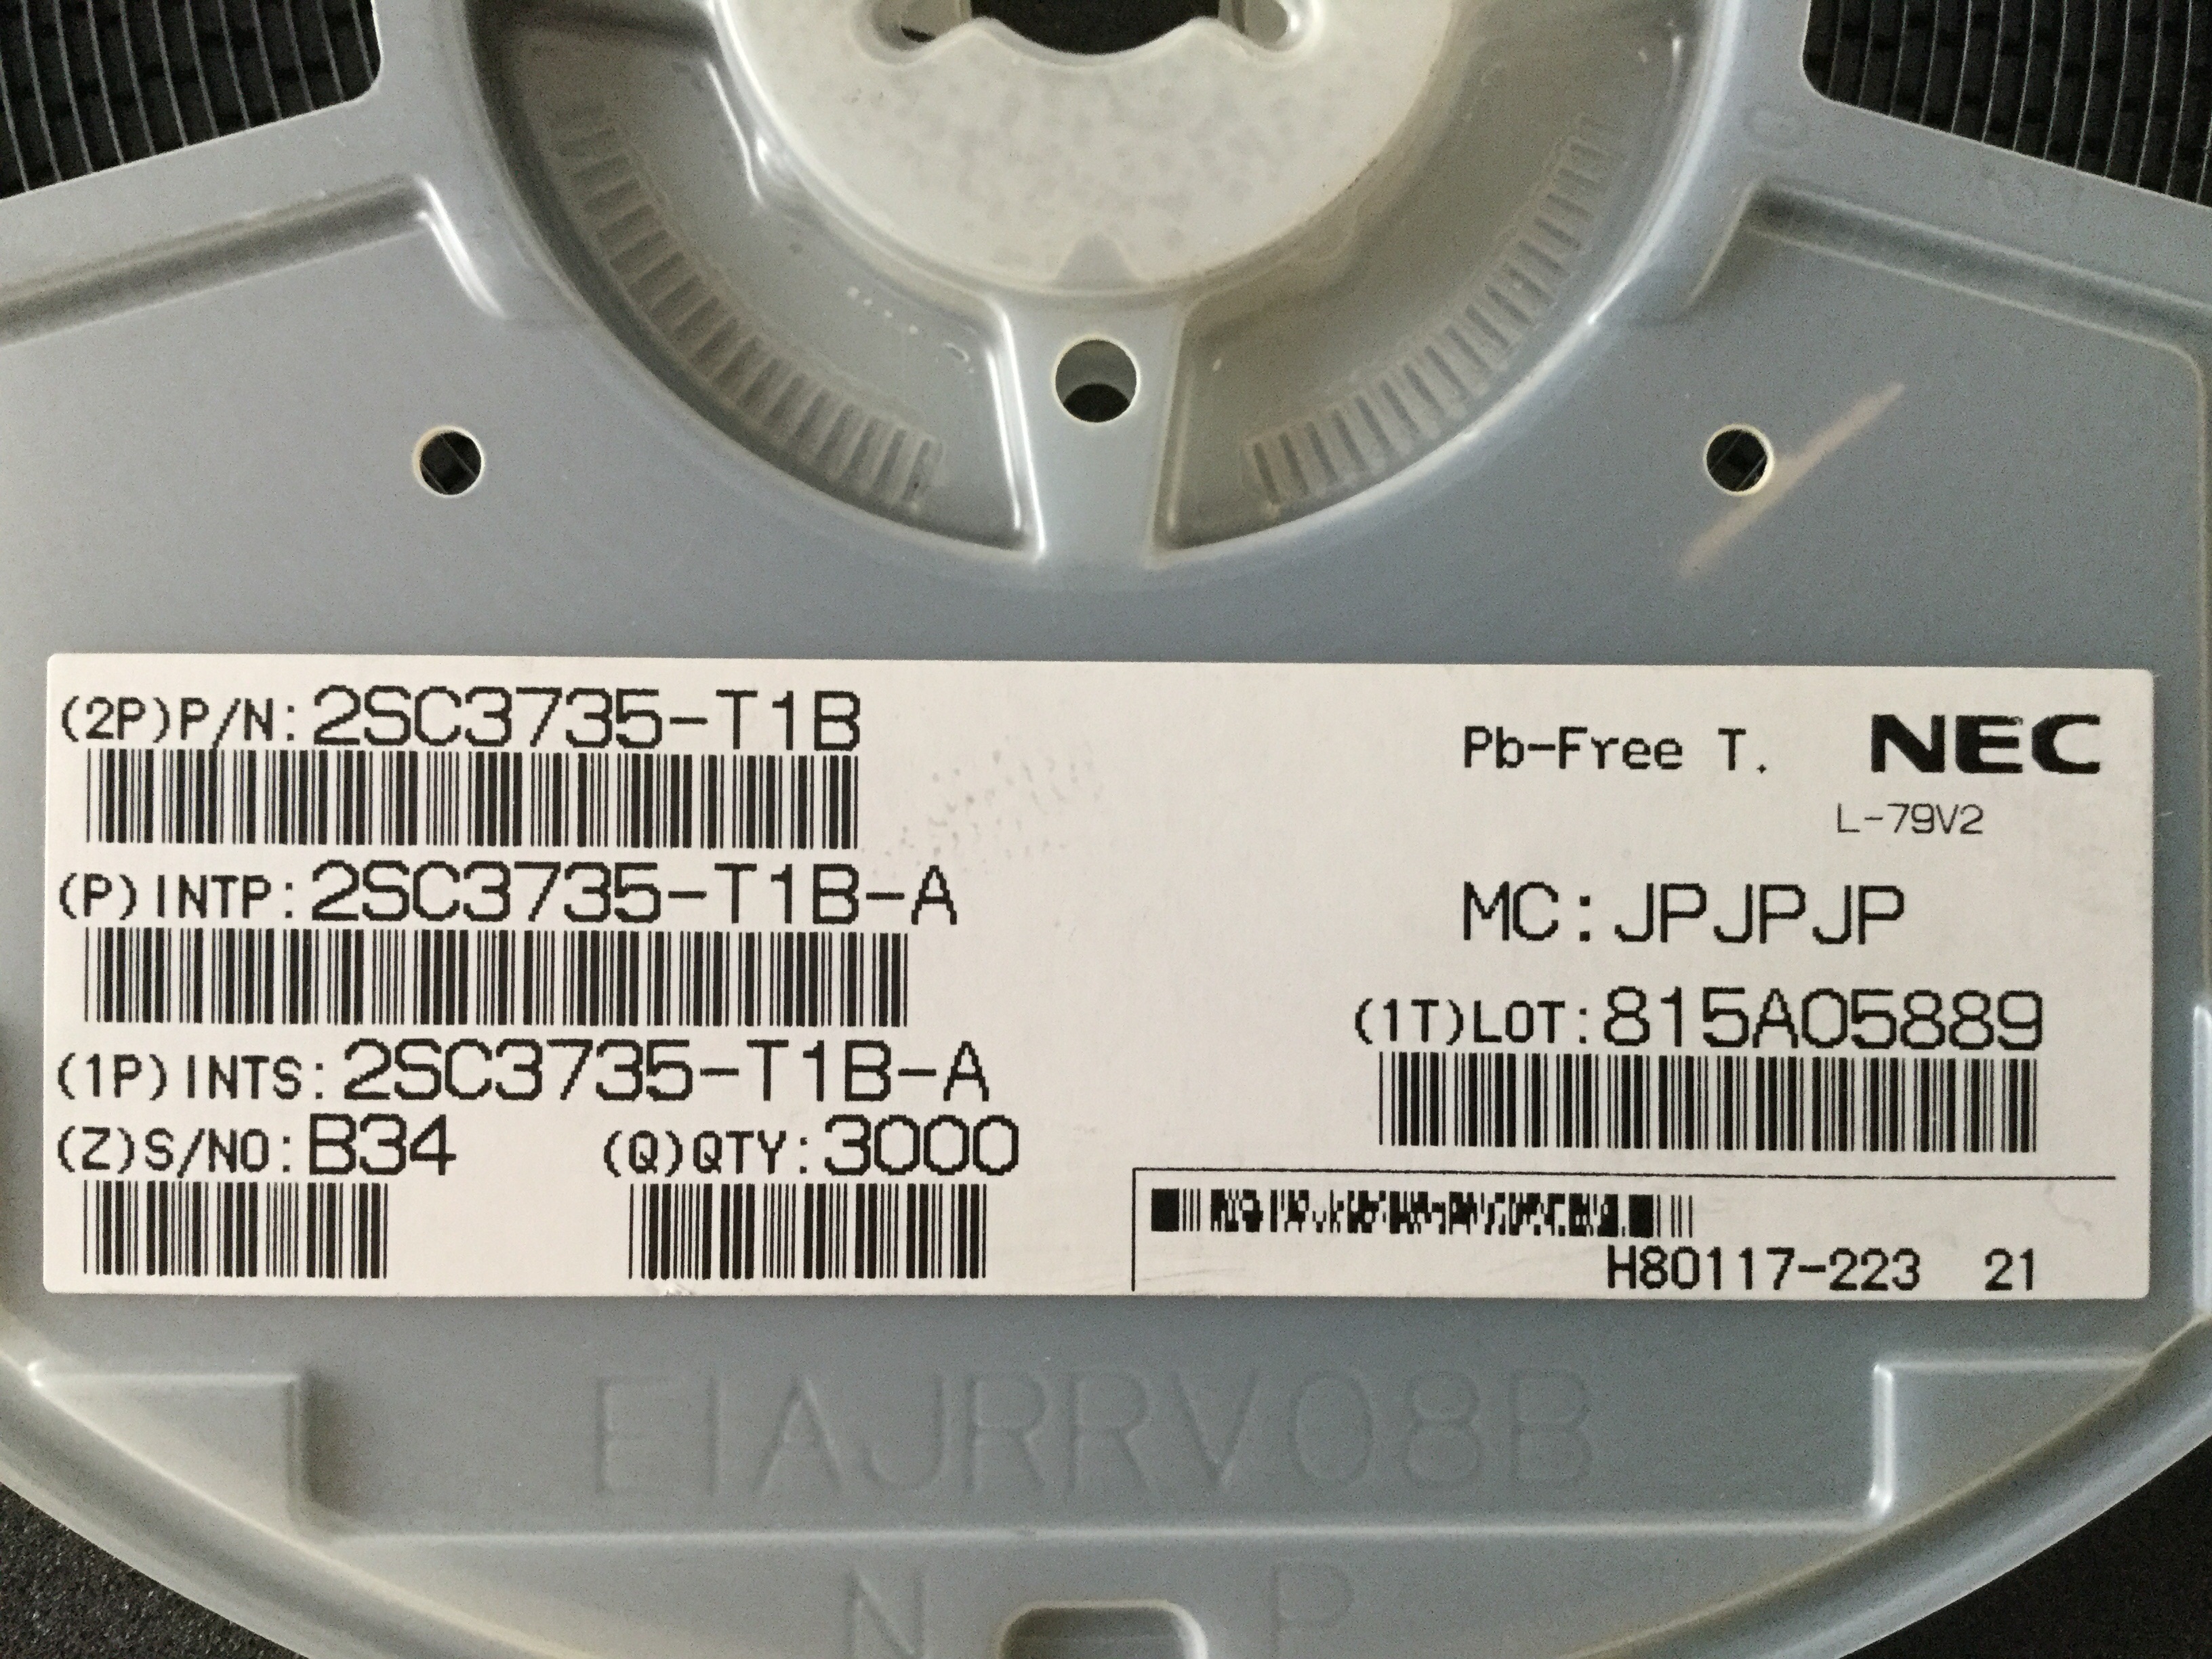 (2P)P/N:2SC3735-T1B
Pb-Free T. NEC
L-79V2
(P)INTP:2SC3735-T1B-A
MC:JPJPJP
(1T)LOT:815A05889
(1P)INTS:2SC3735-T1B-A
(Z)S/NO:B34 (Q)QTY:3000
H80117-223 21
EIAJRRV08B
N P